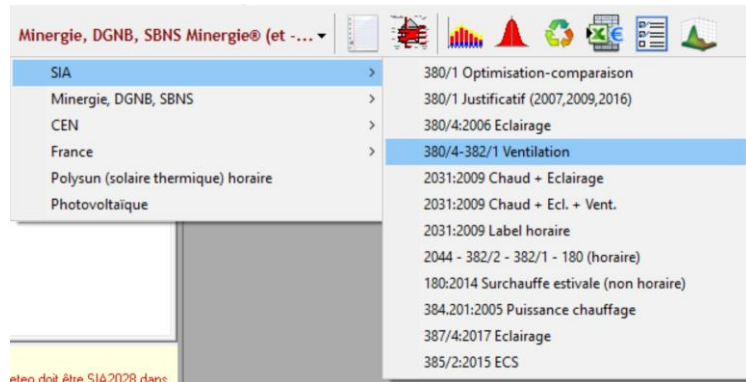 Minergie, DGNB, SBNS Minergie® (et -...
SIA
Minergie, DGNB, SBNS
CEN
France
Polysun (solaire thermique) horaire
Photovoltaïque
380/1 Optimisation-comparaison
380/1 Justificatif (2007,2009,2016)
380/4:2006 Eclairage
380/4-382/1 Ventilation
2031:2009 Chaud + Eclairage
2031:2009 Chaud + Ecl. + Vent.
2031:2009 Label horaire
2044 - 382/2 - 382/1 - 180 (horaire)
180:2014 Surchauffe estivale (non horaire)
384.201:2005 Puissance chauffage
387/4:2017 Eclairage
385/2:2015 ECS
doit être SIA2028 dans